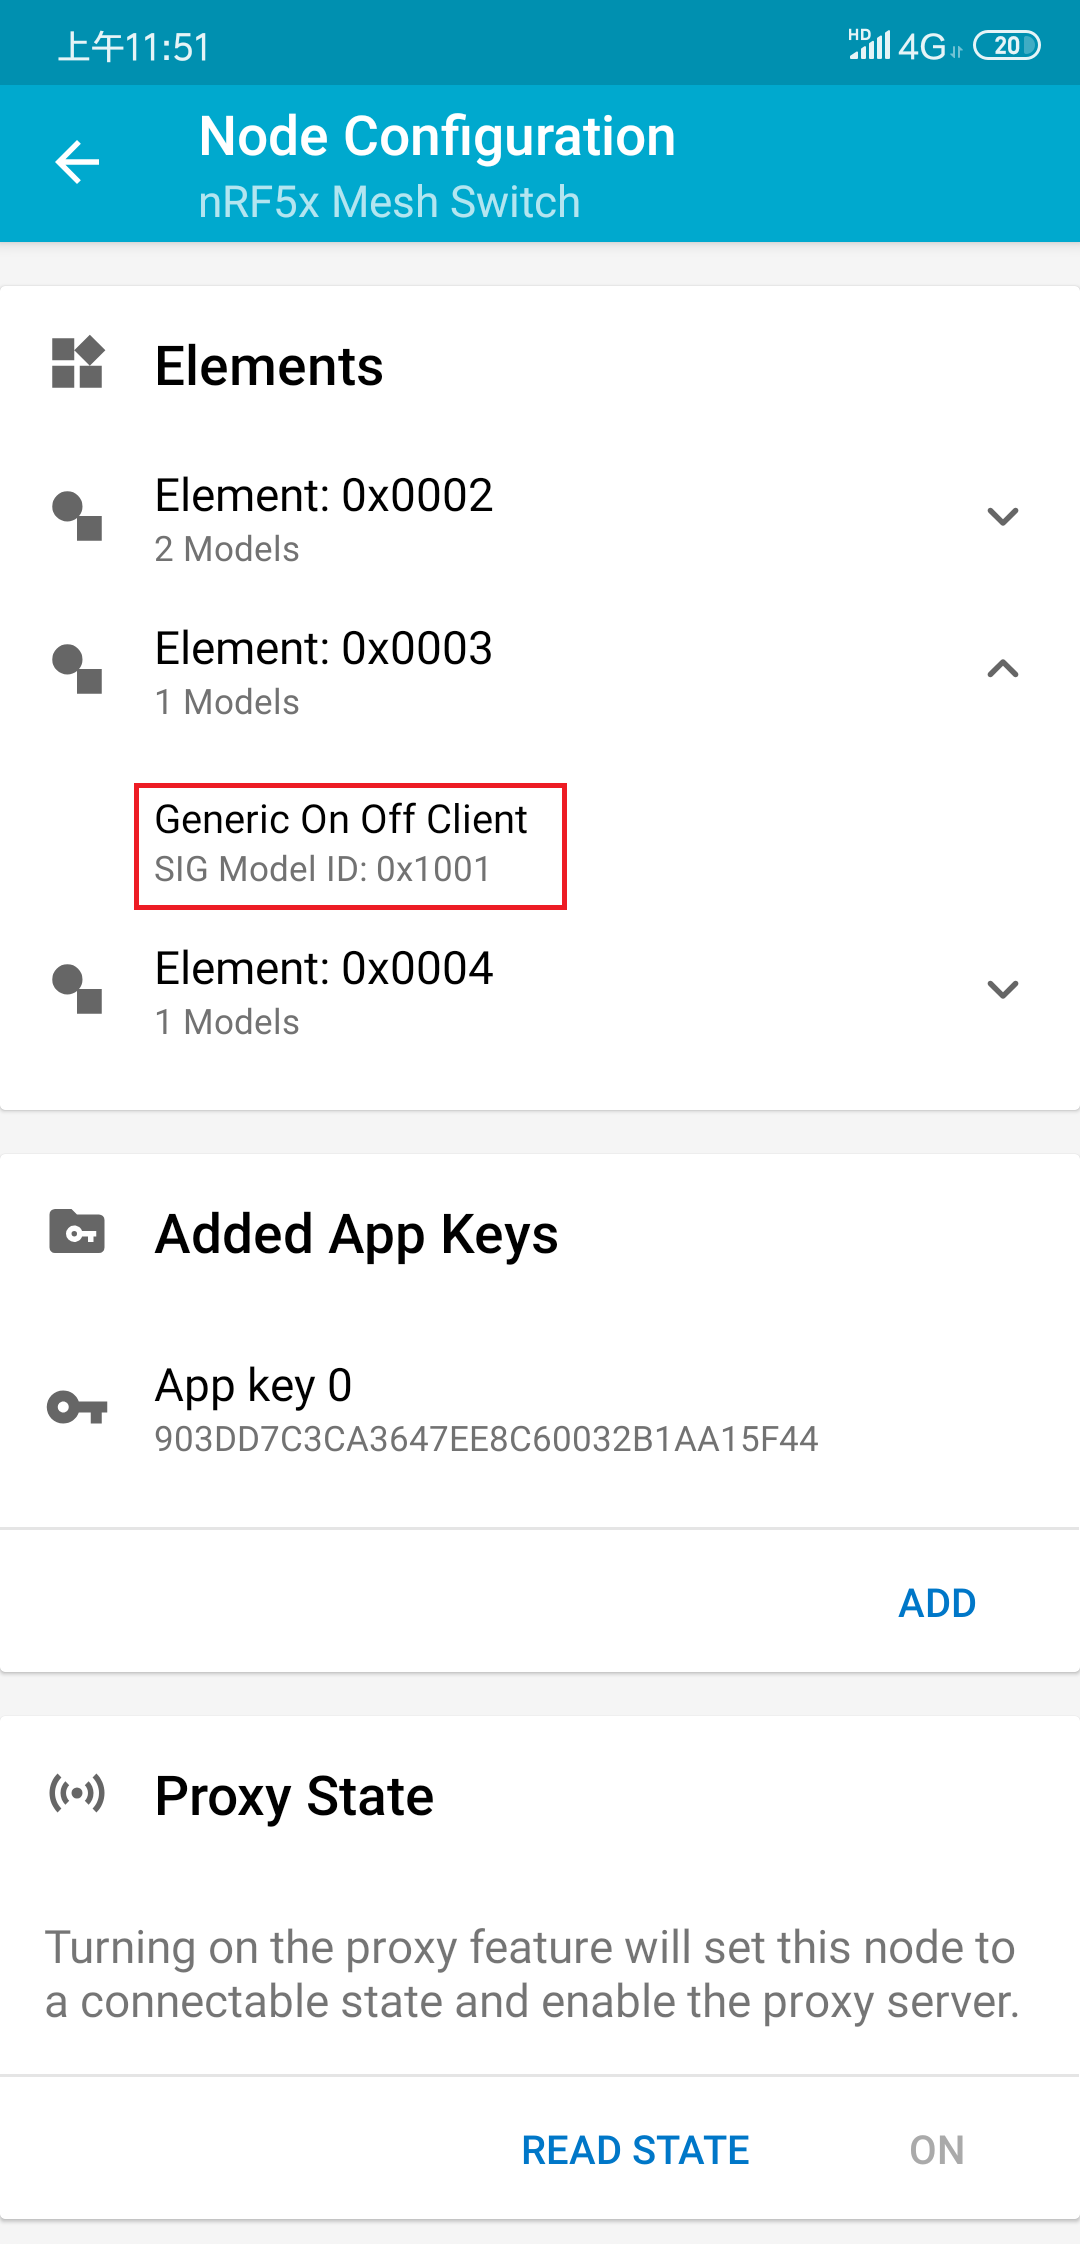 上午11:51
HD 4G 20
Node Configuration
nRF5x Mesh Switch
Elements
Element: 0x0002
2 Models
Element: 0x0003
1 Models
Generic On Off Client
SIG Model ID: 0x1001
Element: 0x0004
1 Models
Added App Keys
App key 0
903DD7C3CA3647EE8C60032B1AA15F44
ADD
Proxy State
Turning on the proxy feature will set this node to
a connectable state and enable the proxy server.
READ STATE ON